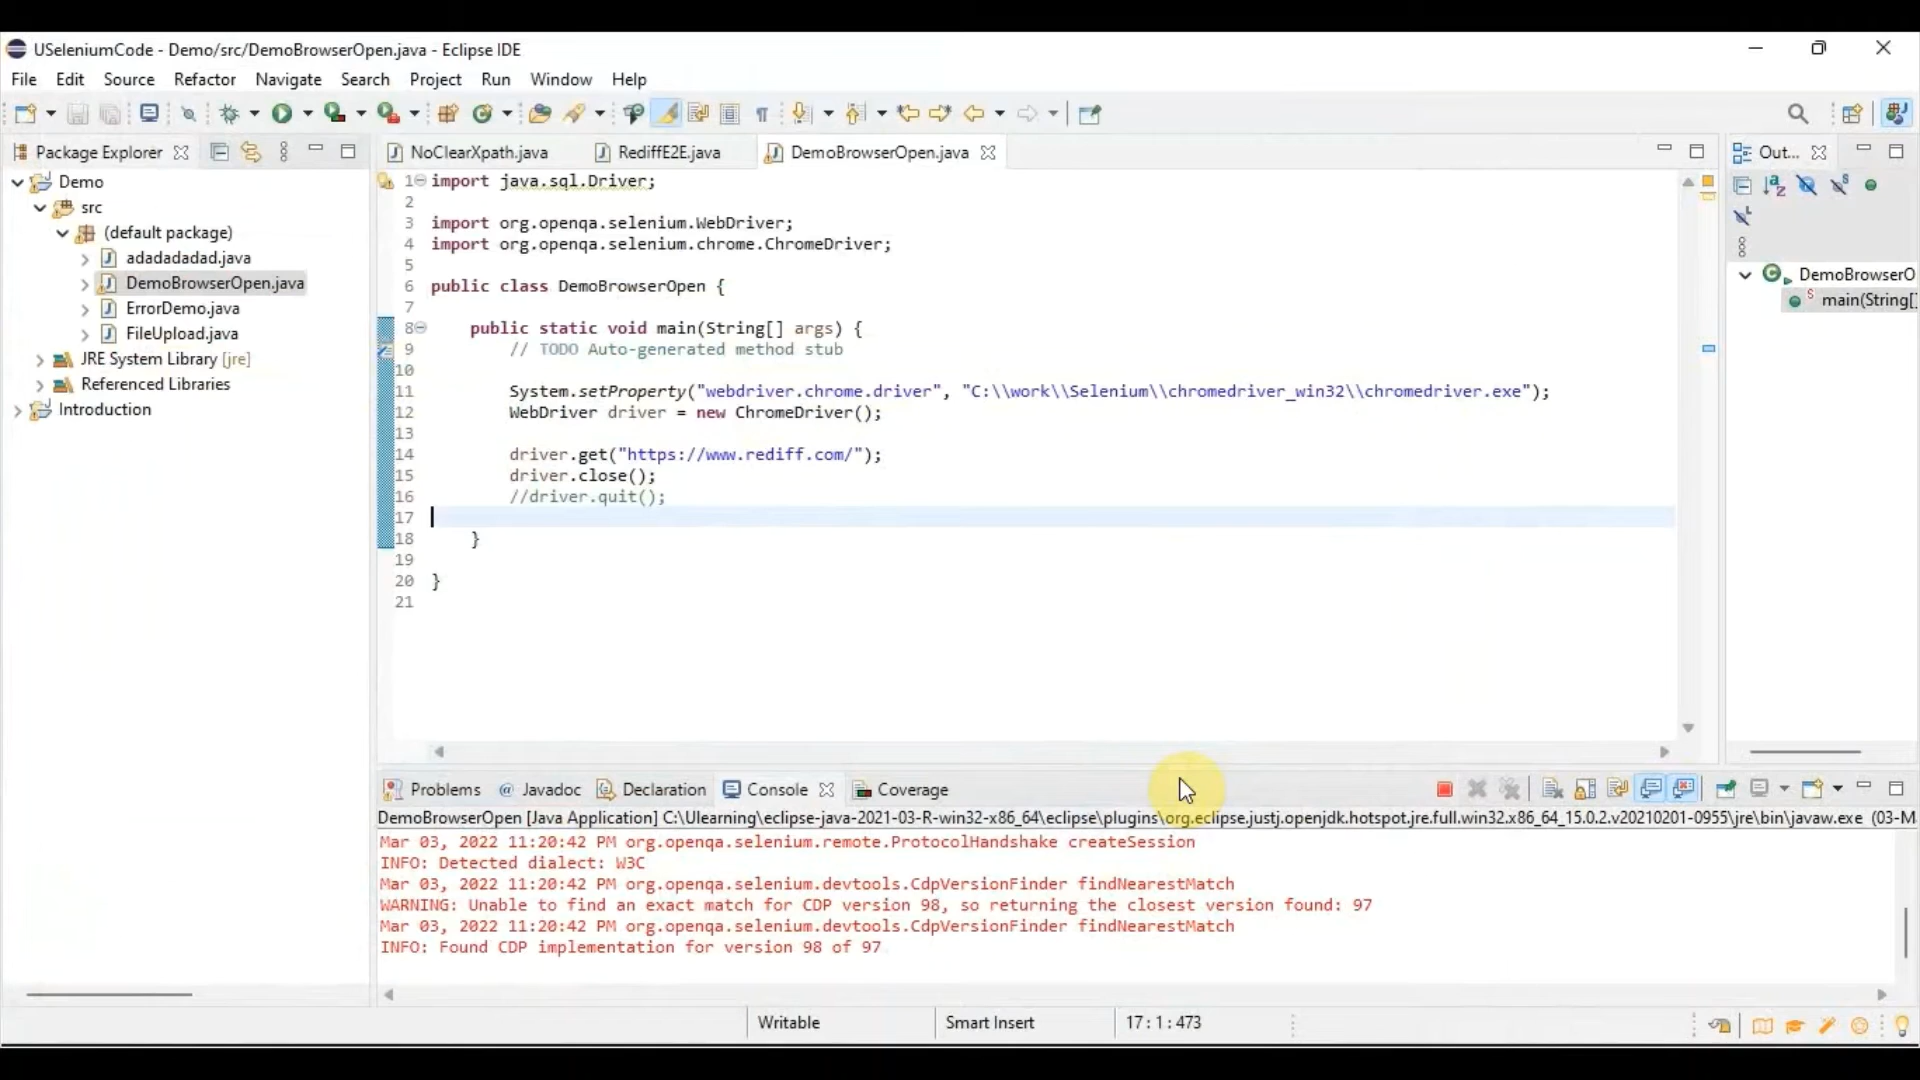 USeleniumCode - Demo/src/DemoBrowserOpen.java - Eclipse IDE
File Edit Source Refactor Navigate Search Project Run Window Help
Package Explorer
Demo
src
(default package)
adadadadad.java
DemoBrowserOpen.java
ErrorDemo.java
FileUpload.java
JRE System Library [jre]
Referenced Libraries
Introduction
NoClearXpath.java RediffE2E.java DemoBrowserOpen.java
1 import java.sql.Driver;
2
3 import org.openqa.selenium.WebDriver;
4 import org.openqa.selenium.chrome.ChromeDriver;
5
6 public class DemoBrowserOpen {
7
8 public static void main(String[] args) {
9 // TODO Auto-generated method stub
10
11 System.setProperty("webdriver.chrome.driver", "C:\\work\\Selenium\\chromedriver_win32\\chromedriver.exe");
12 WebDriver driver = new ChromeDriver();
13
14 driver.get("https://www.rediff.com/");
15 driver.close();
16 //driver.quit();
17
18 }
19
20 }
21
Out...
DemoBrowserO
main(String[]
Problems @ Javadoc Declaration Console Coverage
DemoBrowserOpen [Java Application] C:\Ulearning\eclipse-java-2021-03-R-win32-x86_64\eclipse\plugins\org.eclipse.justj.openjdk.hotspot.jre.full.win32.x86_64_15.0.2.v20210201-0955\jre\bin\javaw.exe (03-M
Mar 03, 2022 11:20:42 PM org.openqa.selenium.remote.ProtocolHandshake createSession
INFO: Detected dialect: W3C
Mar 03, 2022 11:20:42 PM org.openqa.selenium.devtools.CdpVersionFinder findNearestMatch
WARNING: Unable to find an exact match for CDP version 98, so returning the closest version found: 97
Mar 03, 2022 11:20:42 PM org.openqa.selenium.devtools.CdpVersionFinder findNearestMatch
INFO: Found CDP implementation for version 98 of 97
Writable Smart Insert 17 : 1 : 473